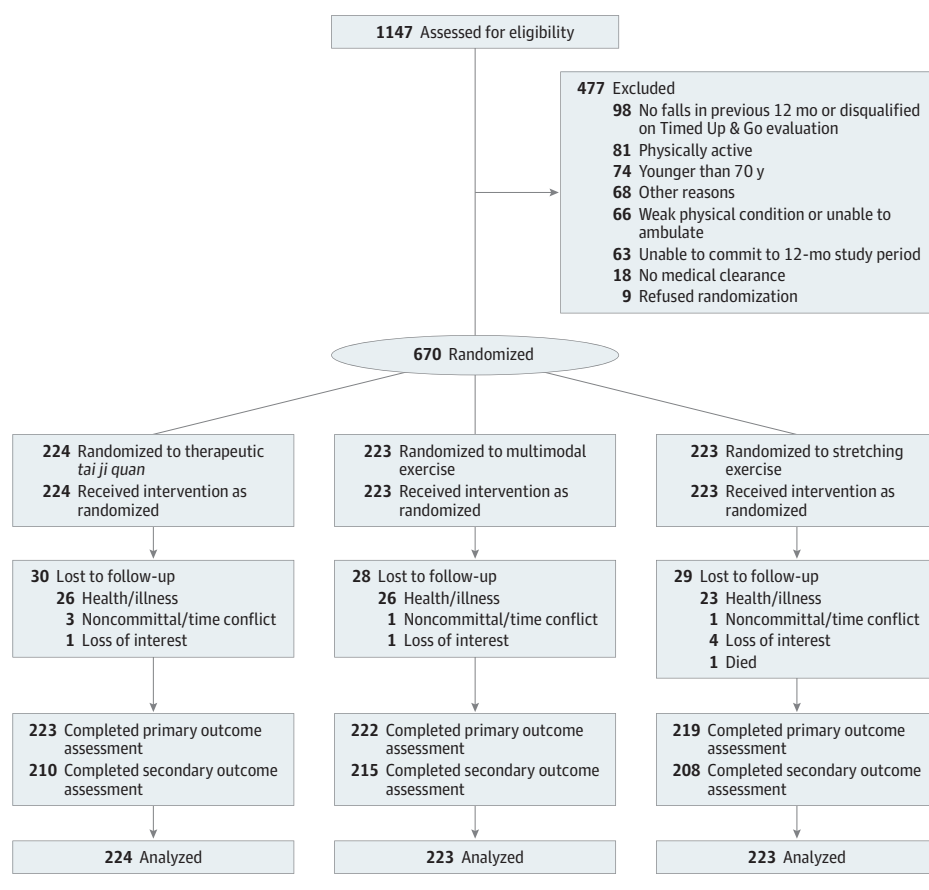 1147 Assessed for eligibility
477 Excluded
98 No falls in previous 12 mo or disqualified
on Timed Up & Go evaluation
81 Physically active
74 Younger than 70 y
68 Other reasons
66 Weak physical condition or unable to
ambulate
63 Unable to commit to 12-mo study period
18 No medical clearance
9 Refused randomization
670 Randomized
224 Randomized to therapeutic
tai ji quan
224 Received intervention as
randomized
223 Randomized to multimodal
exercise
223 Received intervention as
randomized
223 Randomized to stretching
exercise
223 Received intervention as
randomized
30 Lost to follow-up
26 Health/illness
3 Noncommittal/time conflict
1 Loss of interest
28 Lost to follow-up
26 Health/illness
1 Noncommittal/time conflict
1 Loss of interest
29 Lost to follow-up
23 Health/illness
1 Noncommittal/time conflict
4 Loss of interest
1 Died
223 Completed primary outcome
assessment
210 Completed secondary outcome
assessment
222 Completed primary outcome
assessment
215 Completed secondary outcome
assessment
219 Completed primary outcome
assessment
208 Completed secondary outcome
assessment
224 Analyzed
223 Analyzed
223 Analyzed